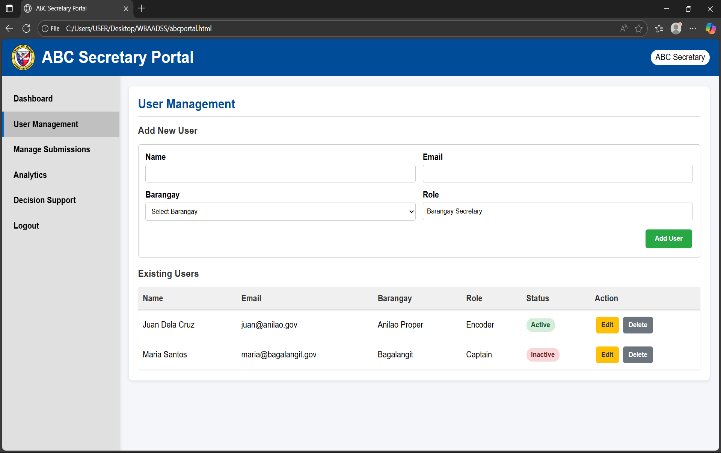 ABC Secretary Portal
File C:/Users/USER/Desktop/WBAADSS/abcportal.html
ABC Secretary Portal
ABC Secretary
Dashboard
User Management
Manage Submissions
Analytics
Decision Support
Logout
User Management
Add New User
Name Email
Barangay Role
Select Barangay Barangay Secretary
Add User
Existing Users
Name Email Barangay Role Status Action
Juan Dela Cruz juan@anilao.gov Anilao Proper Encoder Active Edit Delete
Maria Santos maria@bagalangit.gov Bagalangit Captain Inactive Edit Delete